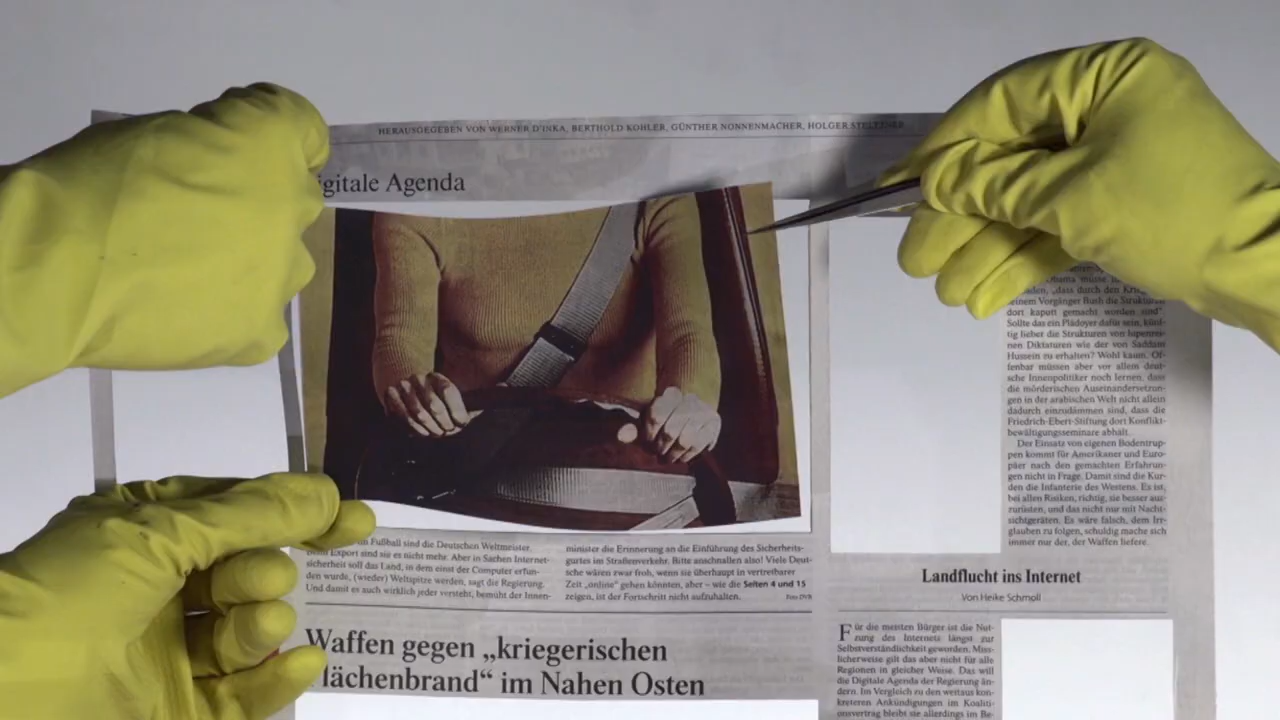 HERAUSGEGEBEN VON WERNER D'INKA, BERTHOLD KOHLER, GÜNTHER NONNENMACHER, HOLGER STELTZNER
igitale Agenda
Fußball sind die Deutschen Weltmeister.
beim Export sind sie es nicht mehr. Aber in Sachen Internet-
sicherheit soll das Land, in dem einst der Computer erfun-
den wurde, (wieder) Weltspitze werden, sagt die Regierung.
Und damit es auch wirklich jeder versteht, bemüht der Innen-
minister die Erinnerung an die Einführung des Sicherheits-
gurtes im Straßenverkehr. Bitte anschnallen also! Viele Deut-
sche wären zwar froh, wenn sie überhaupt in vertretbarer
Zeit „online“ gehen könnten, aber – wie die Seiten 4 und 15
zeigen, ist der Fortschritt nicht aufzuhalten.
Foto DVR
Waffen gegen „kriegerischen
lächenbrand“ im Nahen Osten
Obama müsse
aden, „dass durch den Krieg
seinem Vorgänger Bush die Strukturen
dort kaputt gemacht worden sind“.
Sollte das ein Plädoyer dafür sein, künf-
tig lieber die Strukturen von lupenrei-
nen Diktaturen wie der von Saddam
Hussein zu erhalten? Wohl kaum. Of-
fenbar müssen aber vor allem deut-
sche Innenpolitiker noch lernen, dass
die mörderischen Auseinandersetzun-
gen in der arabischen Welt nicht allein
dadurch einzudämmen sind, dass die
Friedrich-Ebert-Stiftung dort Konflikt-
bewältigungsseminare abhält.
Der Einsatz von eigenen Bodentrup-
pen kommt für Amerikaner und Euro-
päer nach den gemachten Erfahrun-
gen nicht in Frage. Damit sind die Kur-
den die Infanterie des Westens. Es ist,
bei allen Risiken, richtig, sie besser aus-
zurüsten, und das nicht nur mit Nacht-
sichtgeräten. Es wäre falsch, dem Irr-
glauben zu folgen, schuldig mache sich
immer nur der, der Waffen liefere.
Landflucht ins Internet
Von Heike Schmoll
Für die meisten Bürger ist die Nut-
zung des Internets längst zur
Selbstverständlichkeit geworden. Miss-
licherweise gilt das aber nicht für alle
Regionen in gleicher Weise. Das will
die Digitale Agenda der Regierung än-
dern. Im Vergleich zu den weitaus kon-
kreteren Ankündigungen im Koaliti-
onsvertrag bleibt sie allerdings im Be-